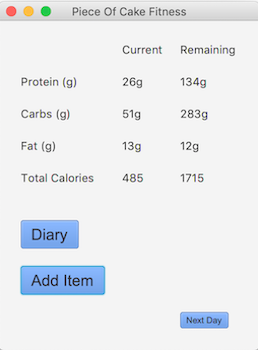 Piece Of Cake Fitness
Current Remaining
Protein (g) 26g 134g
Carbs (g) 51g 283g
Fat (g) 13g 12g
Total Calories 485 1715
Diary
Add Item
Next Day